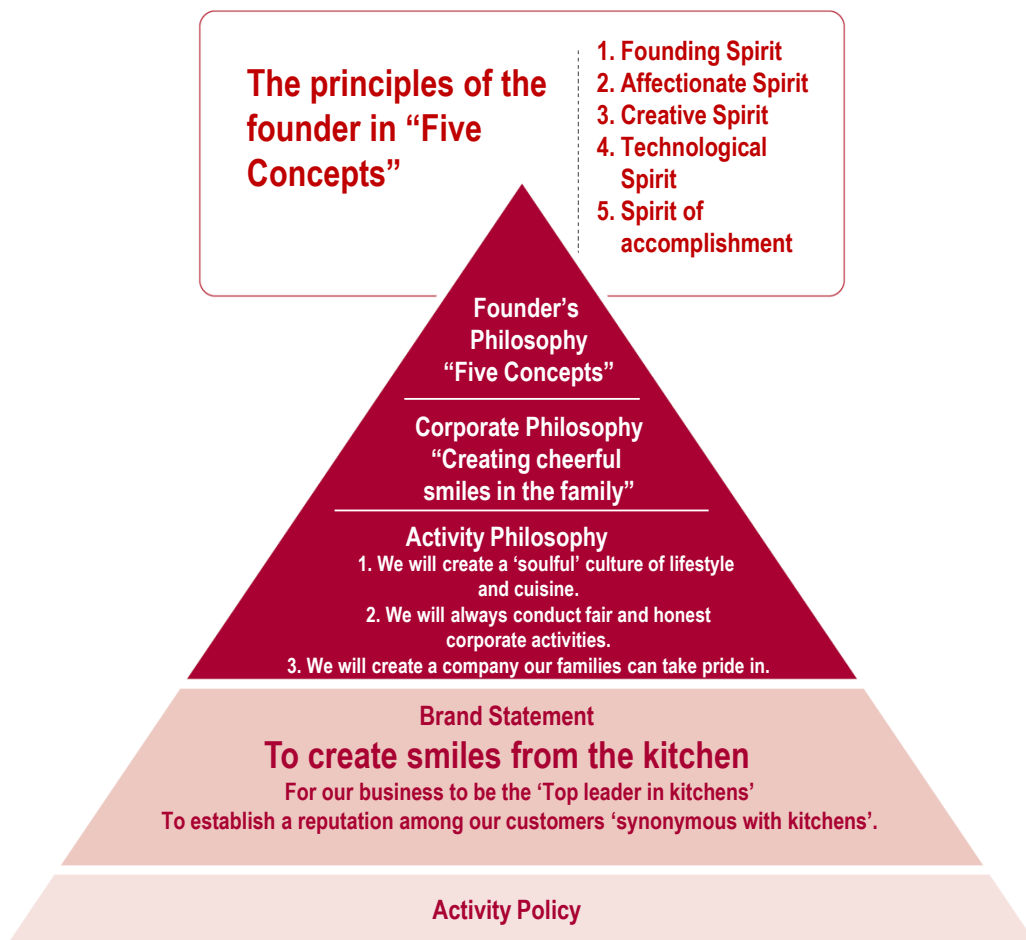 The principles of the
founder in “Five
Concepts”
1. Founding Spirit
2. Affectionate Spirit
3. Creative Spirit
4. Technological
Spirit
5. Spirit of
accomplishment
Founder’s
Philosophy
“Five Concepts”
Corporate Philosophy
“Creating cheerful
smiles in the family”
Activity Philosophy
1. We will create a ‘soulful’ culture of lifestyle
and cuisine.
2. We will always conduct fair and honest
corporate activities.
3. We will create a company our families can take pride in.
Brand Statement
To create smiles from the kitchen
For our business to be the ‘Top leader in kitchens’
To establish a reputation among our customers ‘synonymous with kitchens’.
Activity Policy